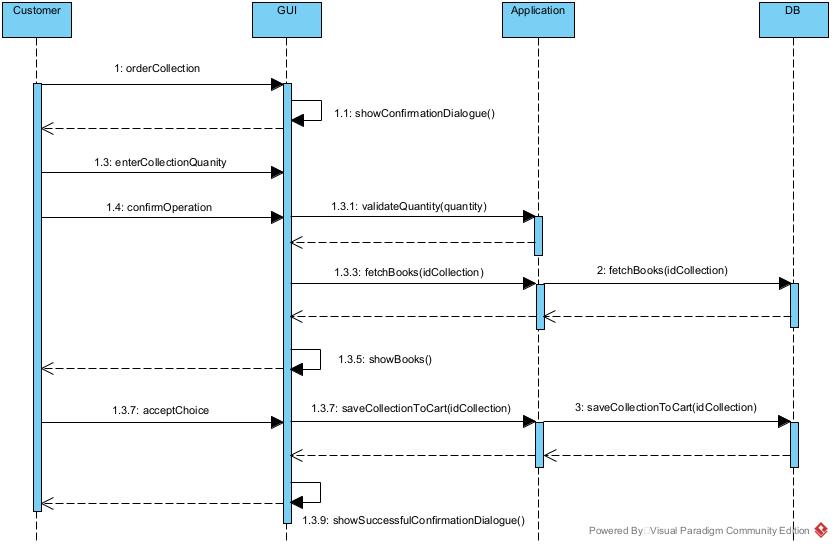 Customer
GUI
Application
DB
1: orderCollection
1.1: showConfirmationDialogue()
1.3: enterCollectionQuanity
1.4: confirmOperation
1.3.1: validateQuantity(quantity)
1.3.3: fetchBooks(idCollection)
2: fetchBooks(idCollection)
1.3.5: showBooks()
1.3.7: acceptChoice
1.3.7: saveCollectionToCart(idCollection)
3: saveCollectionToCart(idCollection)
1.3.9: showSuccessfulConfirmationDialogue()
Powered By Visual Paradigm Community Edition